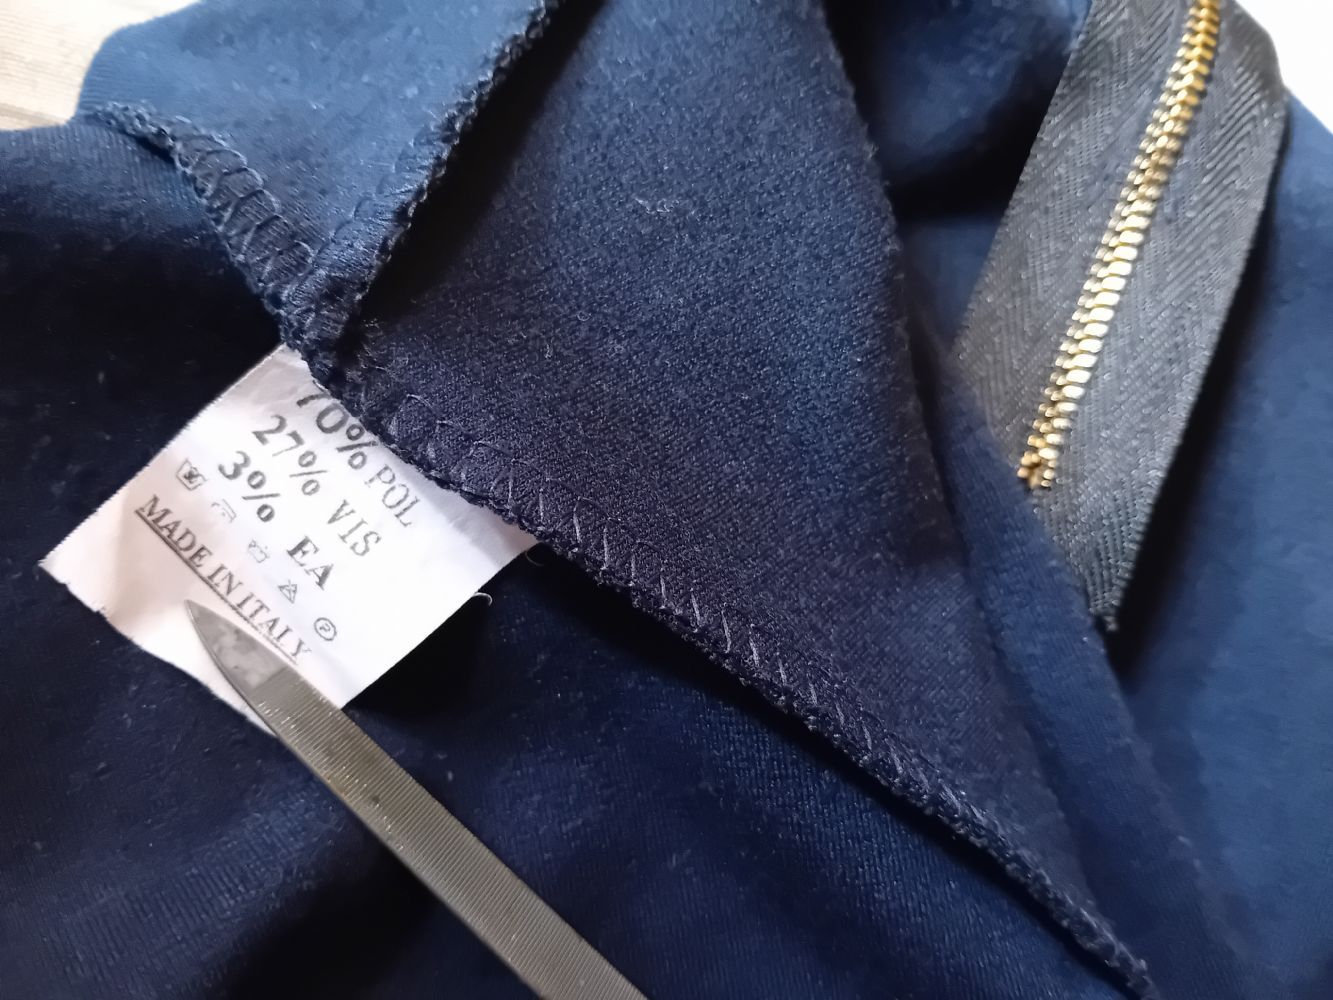 70% POL
27% VIS
3% EA
P
MADE IN ITALY